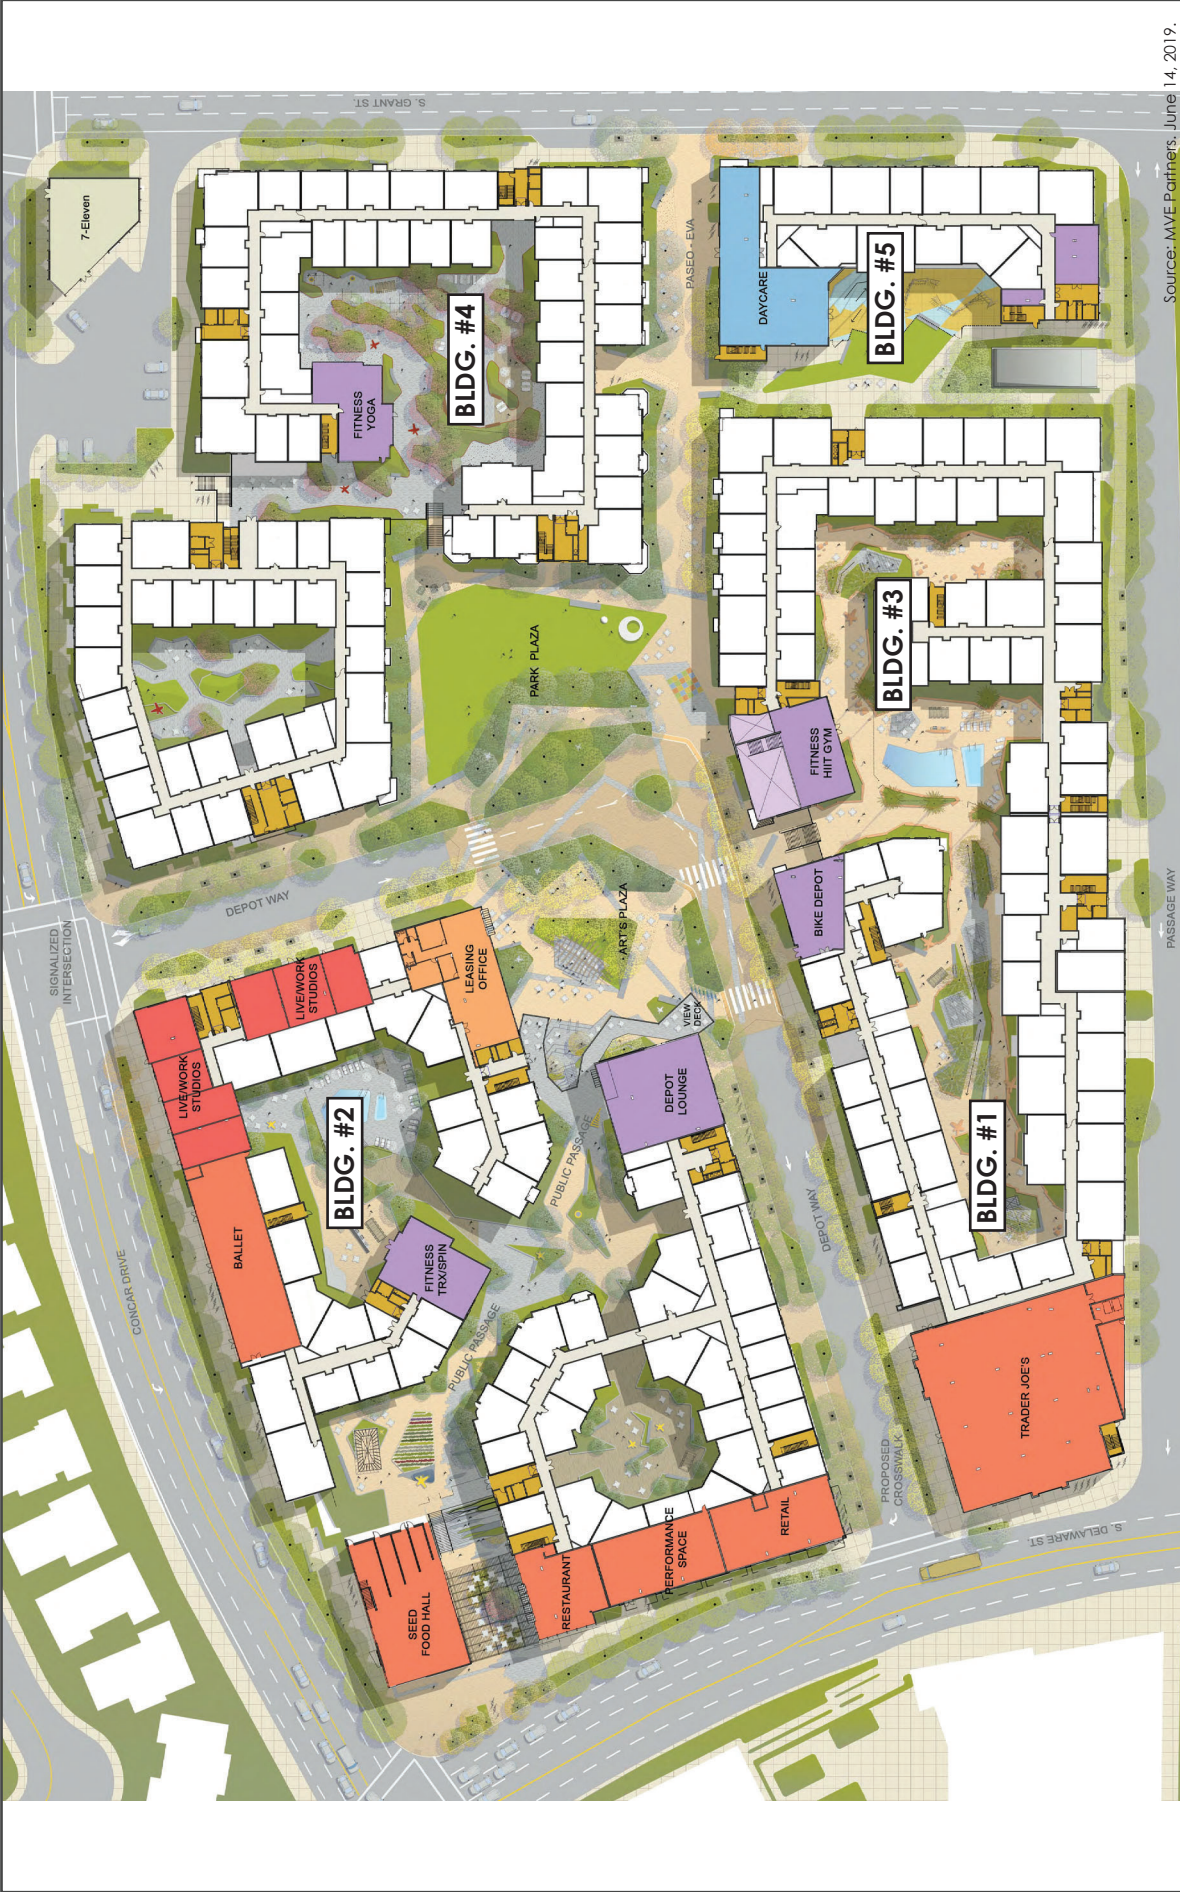 Source: MVE Partners. June 14, 2019.
S. GRANT ST.
7-Eleven
PASEO - EVA
DAYCARE
BLDG. #5
BLDG. #4
FITNESS
YOGA
PARK PLAZA
BLDG. #3
FITNESS
HIIT GYM
DEPOT WAY
SIGNALIZED
INTERSECTION
PASSAGE WAY
BIKE DEPOT
ART'S PLAZA
LEASING
OFFICE
LIVE/WORK
STUDIOS
LIVE/WORK
STUDIOS
VIEW
DECK
DEPOT
LOUNGE
BLDG. #2
PUBLIC PASSAGE
BLDG. #1
DEPOT WAY
BALLET
CONCAR DRIVE
FITNESS
TRX/SPIN
PUBLIC PASSAGE
TRADER JOE'S
PROPOSED
CROSSWALK
S. DELAWARE ST.
RETAIL
PERFORMANCE
SPACE
RESTAURANT
SEED
FOOD HALL